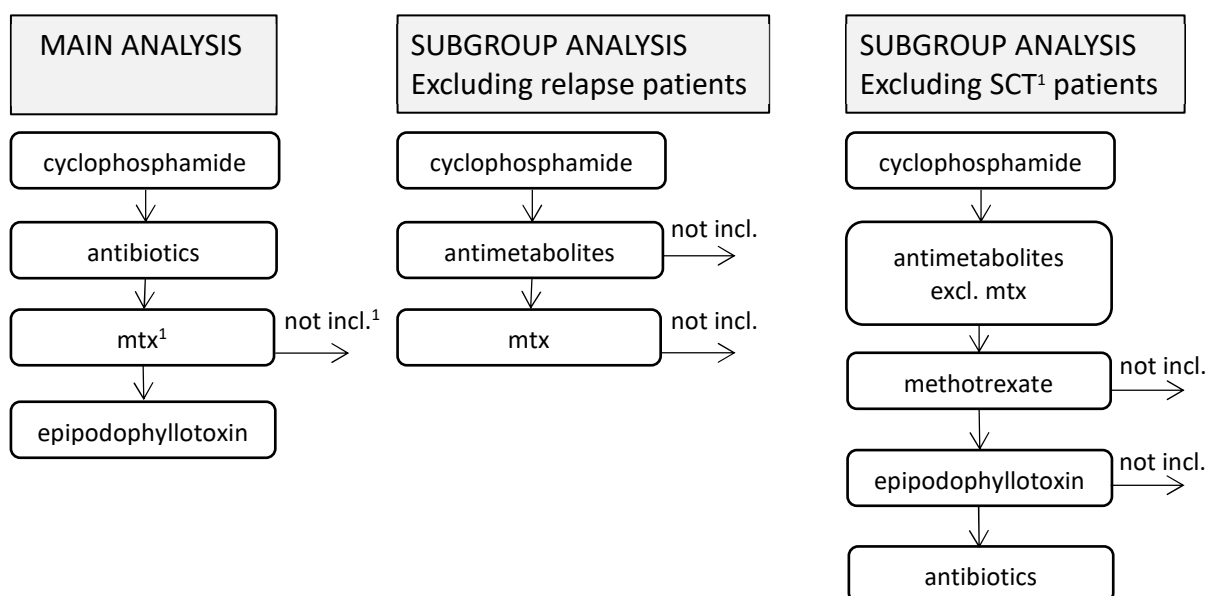 MAIN ANALYSIS
cyclophosphamide
antibiotics
mtx¹
not incl.¹
epipodophyllotoxin
SUBGROUP ANALYSIS
Excluding relapse patients
cyclophosphamide
antimetabolites
not incl.
mtx
not incl.
SUBGROUP ANALYSIS
Excluding SCT¹ patients
cyclophosphamide
antimetabolites
excl. mtx
methotrexate
not incl.
epipodophyllotoxin
not incl.
antibiotics